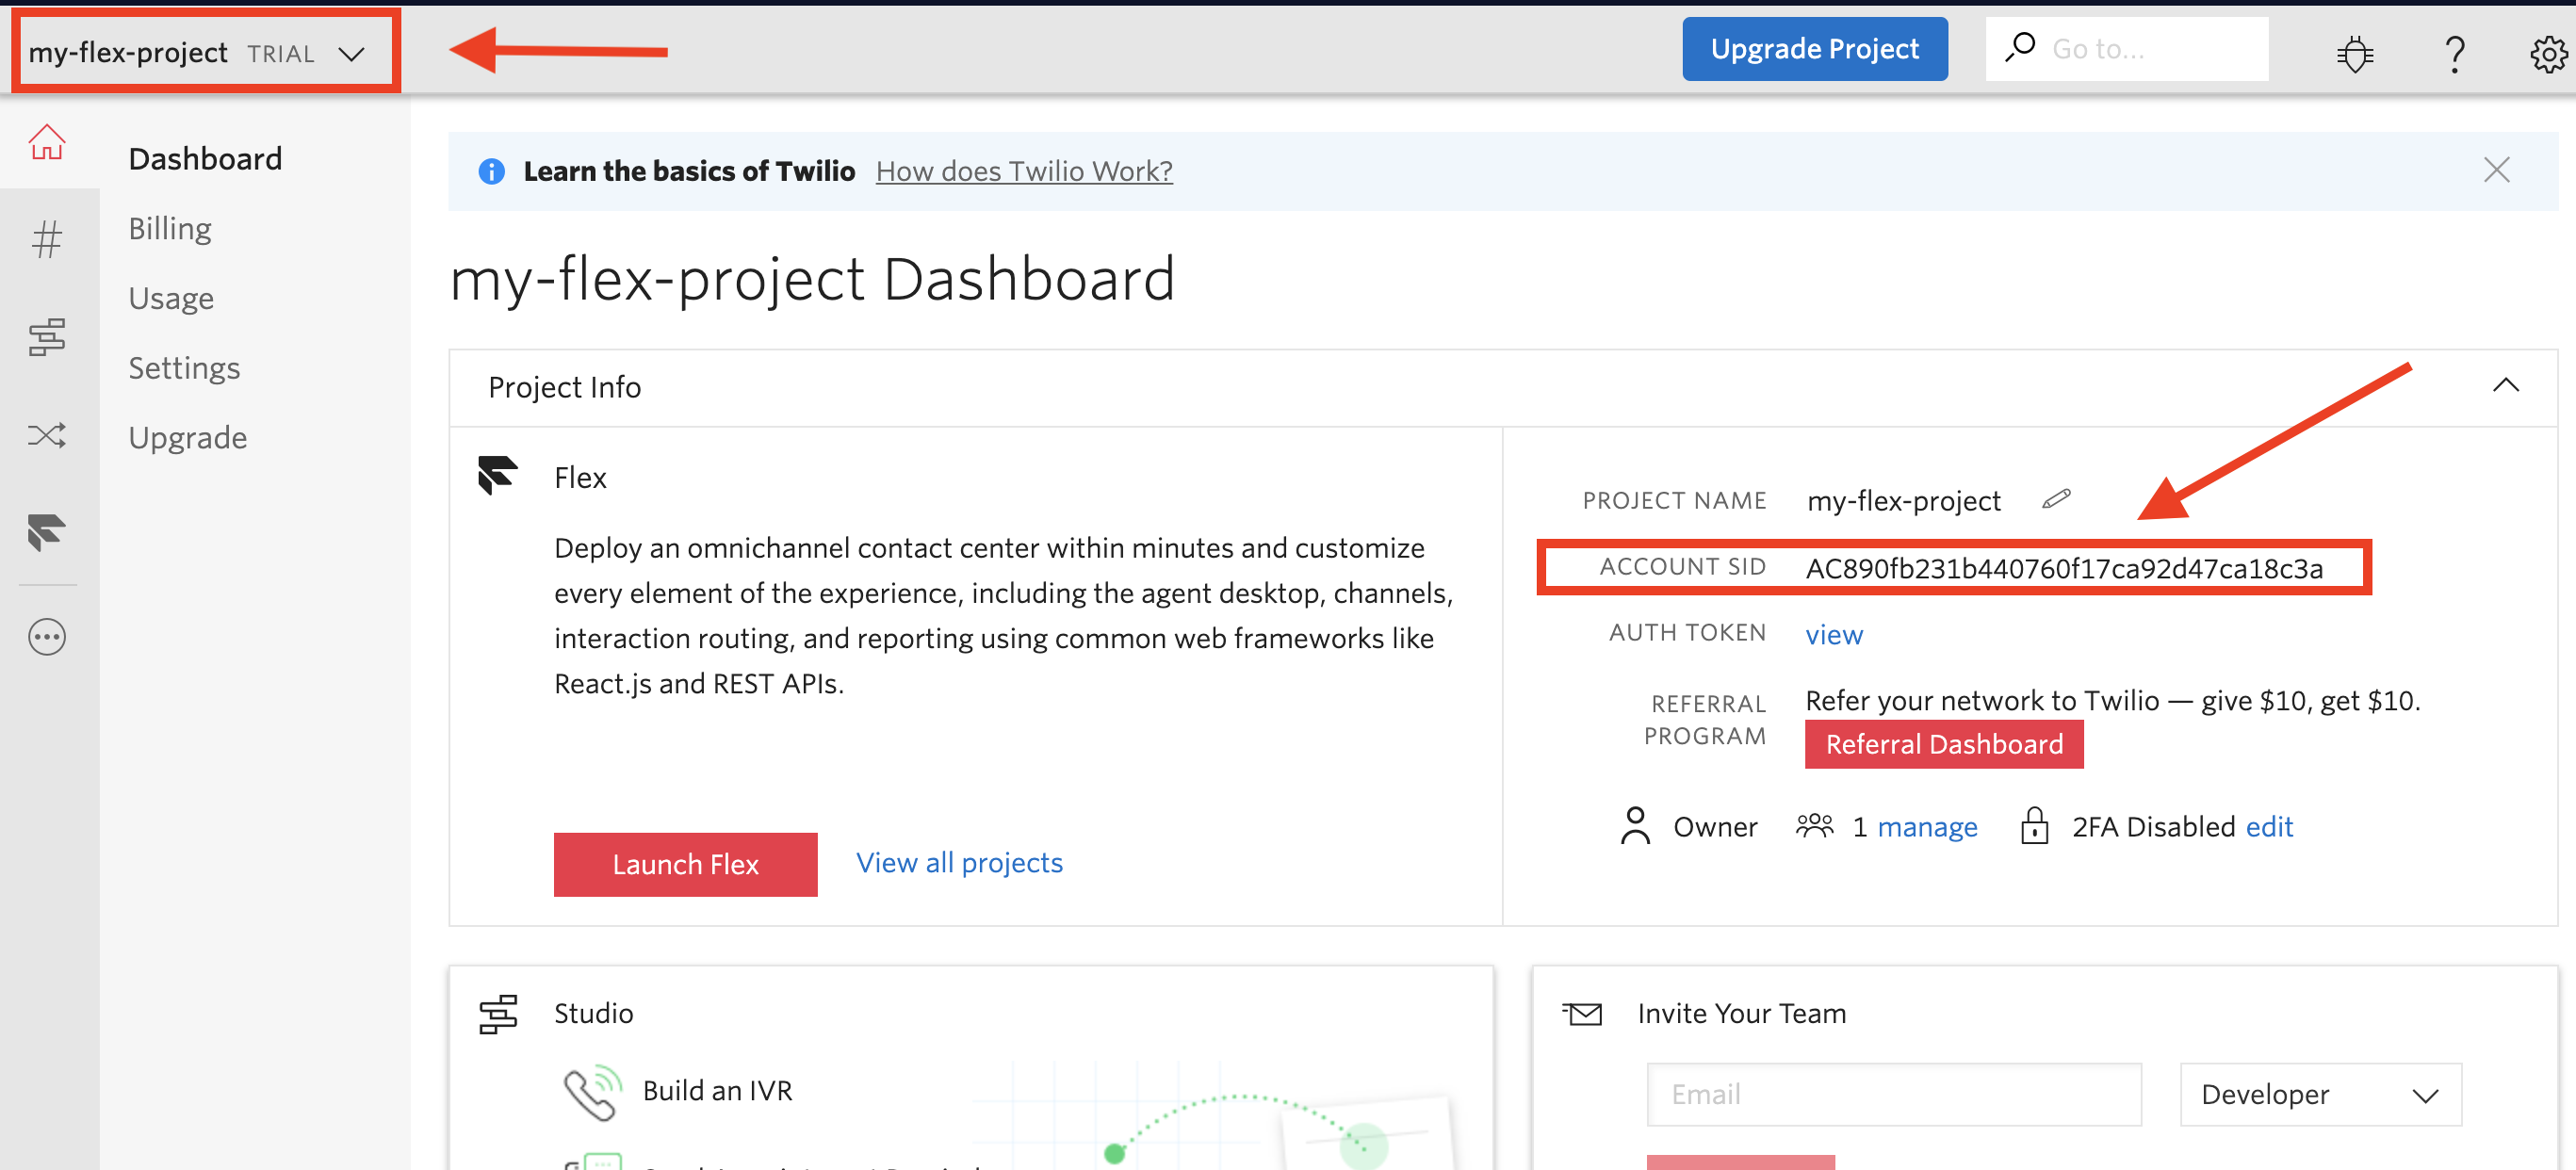 my-flex-project TRIAL
Upgrade Project
Go to...
Dashboard
Billing
Usage
Settings
Upgrade
Learn the basics of Twilio How does Twilio Work?
my-flex-project Dashboard
Project Info
Flex
Deploy an omnichannel contact center within minutes and customize
every element of the experience, including the agent desktop, channels,
interaction routing, and reporting using common web frameworks like
React.js and REST APIs.
Launch Flex
View all projects
PROJECT NAME my-flex-project
ACCOUNT SID AC890fb231b440760f17ca92d47ca18c3a
AUTH TOKEN view
REFERRAL PROGRAM
Refer your network to Twilio — give $10, get $10.
Referral Dashboard
Owner 1 manage 2FA Disabled edit
Studio
Build an IVR
Invite Your Team
Email
Developer